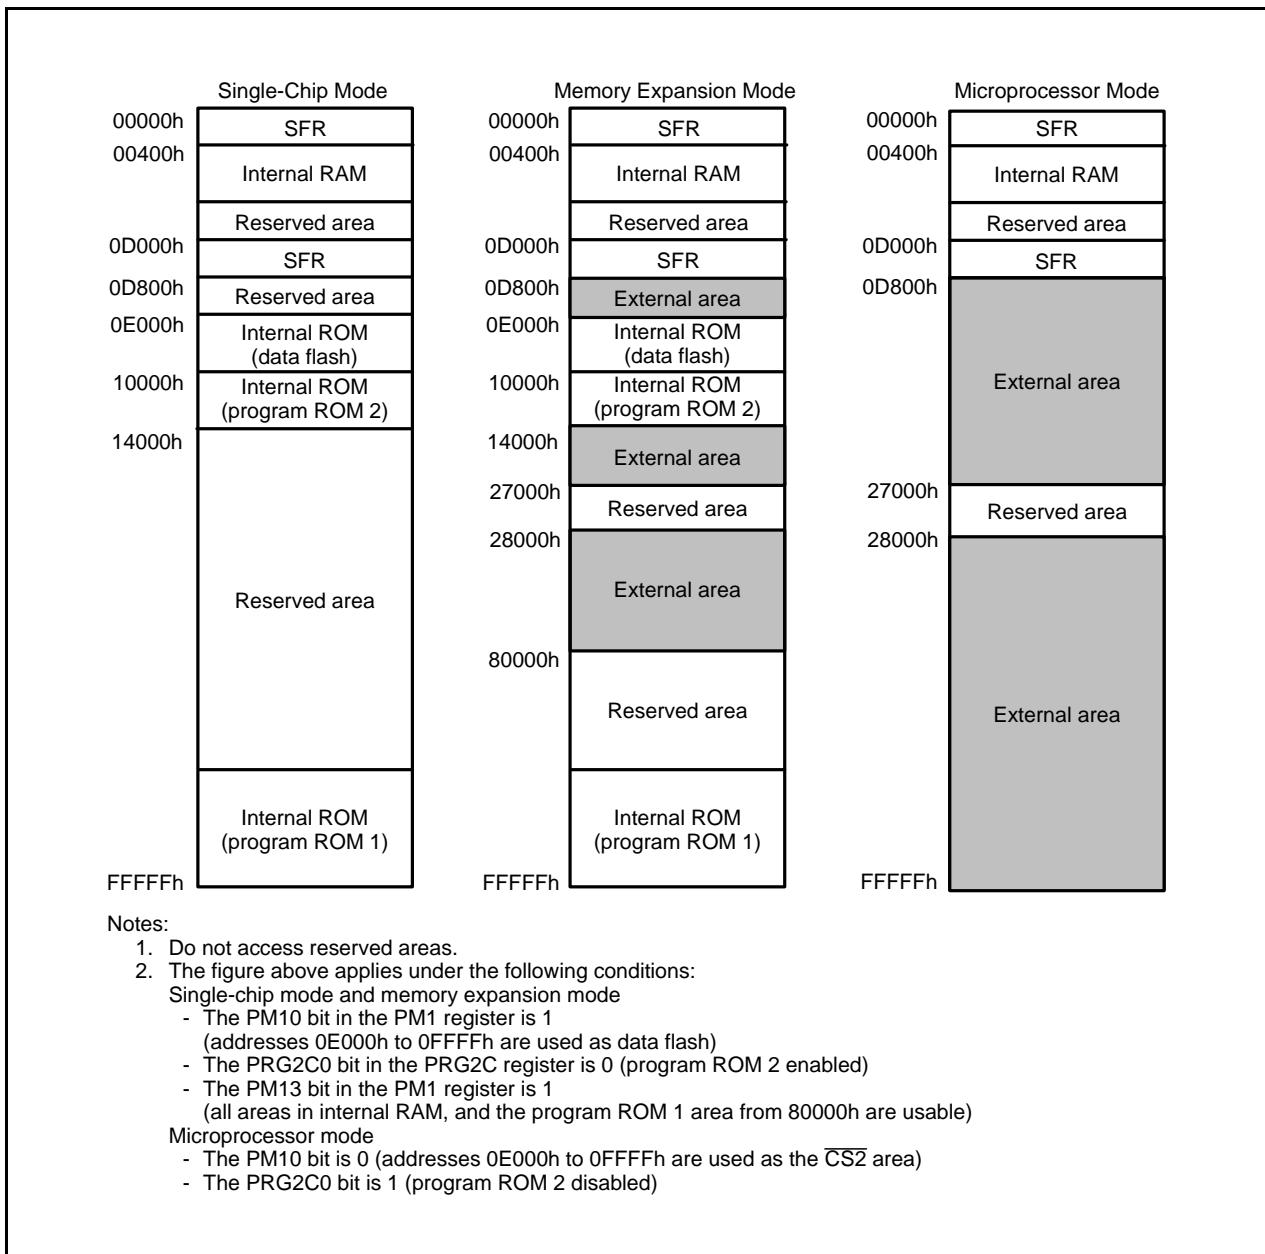 Single-Chip Mode
00000h
SFR
00400h
Internal RAM
Reserved area
0D000h
SFR
0D800h
Reserved area
0E000h
Internal ROM
(data flash)
10000h
Internal ROM
(program ROM 2)
14000h
Reserved area
Internal ROM
(program ROM 1)
FFFFFh
Memory Expansion Mode
00000h
SFR
00400h
Internal RAM
Reserved area
0D000h
SFR
0D800h
External area
0E000h
Internal ROM
(data flash)
10000h
Internal ROM
(program ROM 2)
14000h
External area
27000h
Reserved area
28000h
External area
80000h
Reserved area
Internal ROM
(program ROM 1)
FFFFFh
Microprocessor Mode
00000h
SFR
00400h
Internal RAM
Reserved area
0D000h
SFR
0D800h
External area
27000h
Reserved area
28000h
External area
FFFFFh
Notes:
1. Do not access reserved areas.
2. The figure above applies under the following conditions:
Single-chip mode and memory expansion mode
- The PM10 bit in the PM1 register is 1
(addresses 0E000h to 0FFFFh are used as data flash)
- The PRG2C0 bit in the PRG2C register is 0 (program ROM 2 enabled)
- The PM13 bit in the PM1 register is 1
(all areas in internal RAM, and the program ROM 1 area from 80000h are usable)
Microprocessor mode
- The PM10 bit is 0 (addresses 0E000h to 0FFFFh are used as the C̅S̅2̅ area)
- The PRG2C0 bit is 1 (program ROM 2 disabled)